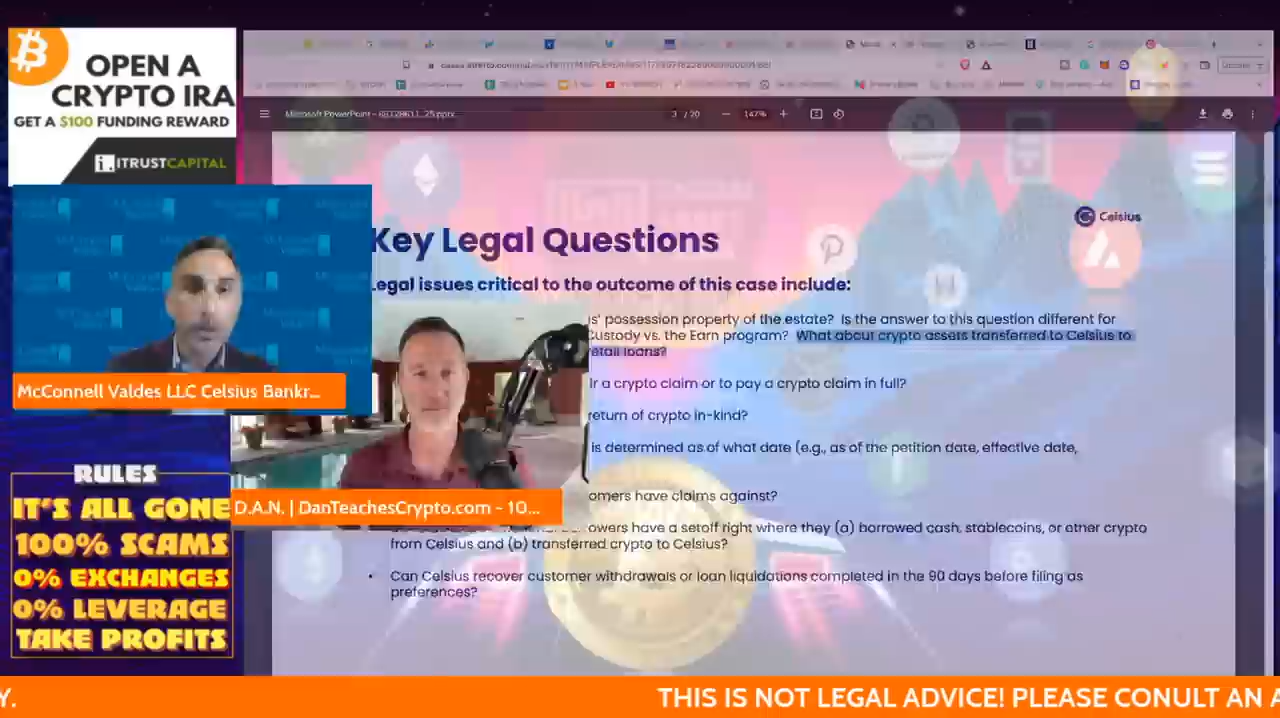 OPEN A
CRYPTO IRA
GET A $100 FUNDING REWARD
ITRUSTCAPITAL
Microsoft PowerPoint -
3 / 20
147%
Celsius
Key Legal Questions
Legal issues critical to the outcome of this case include:
is' possession property of the estate? Is the answer to this question different for
Custody vs. the Earn program? What about crypto assets transferred to Celsius to
retail loans?
ir a crypto claim or to pay a crypto claim in full?
return of crypto in-kind?
is determined as of what date (e.g., as of the petition date, effective date,
omers have claims against?
owers have a setoff right where they (a) borrowed cash, stablecoins, or other crypto
from Celsius and (b) transferred crypto to Celsius?
• Can Celsius recover customer withdrawals or loan liquidations completed in the 90 days before filing as
preferences?
McConnell Valdes LLC Celsius Bankr...
D.A.N. | DanTeachesCrypto.com - 10...
RULES
IT'S ALL GONE
100% SCAMS
0% EXCHANGES
0% LEVERAGE
TAKE PROFITS
Y.
THIS IS NOT LEGAL ADVICE! PLEASE CONULT AN A